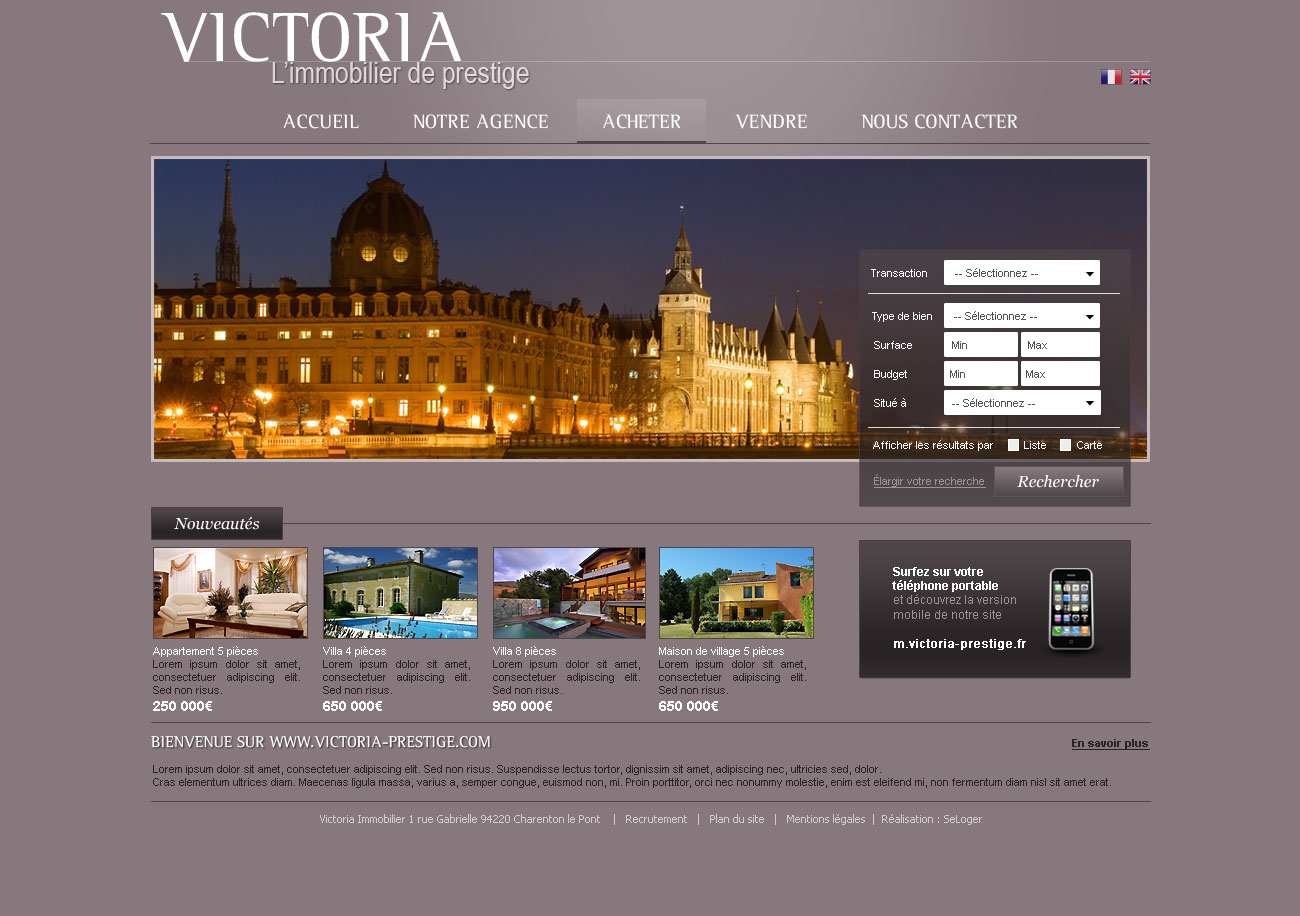 VICTORIA
L'immobilier de prestige
ACCUEIL NOTRE AGENCE ACHETER VENDRE NOUS CONTACTER
Transaction -- Sélectionnez --
Type de bien -- Sélectionnez --
Surface Min Max
Budget Min Max
Situé à -- Sélectionnez --
Afficher les résultats par Liste Carte
Élargir votre recherche Rechercher
Nouveautés
Appartement 5 pièces
Lorem ipsum dolor sit amet,
consectetuer adipiscing elit.
Sed non risus.
250 000€
Villa 4 pièces
Lorem ipsum dolor sit amet,
consectetuer adipiscing elit.
Sed non risus.
650 000€
Villa 8 pièces
Lorem ipsum dolor sit amet,
consectetuer adipiscing elit.
Sed non risus.
950 000€
Maison de village 5 pièces
Lorem ipsum dolor sit amet,
consectetuer adipiscing elit.
Sed non risus.
650 000€
Surfez sur votre
téléphone portable
et découvrez la version
mobile de notre site
m.victoria-prestige.fr
BIENVENUE SUR WWW.VICTORIA-PRESTIGE.COM
En savoir plus
Lorem ipsum dolor sit amet, consectetuer adipiscing elit. Sed non risus. Suspendisse lectus tortor, dignissim sit amet, adipiscing nec, ultricies sed, dolor.
Cras elementum ultrices diam. Maecenas ligula massa, varius a, semper congue, euismod non, mi. Proin porttitor, orci nec nonummy molestie, enim est eleifend mi, non fermentum diam nisl sit amet erat.
Victoria Immobilier 1 rue Gabrielle 94220 Charenton le Pont | Recrutement | Plan du site | Mentions légales | Réalisation : SeLoger